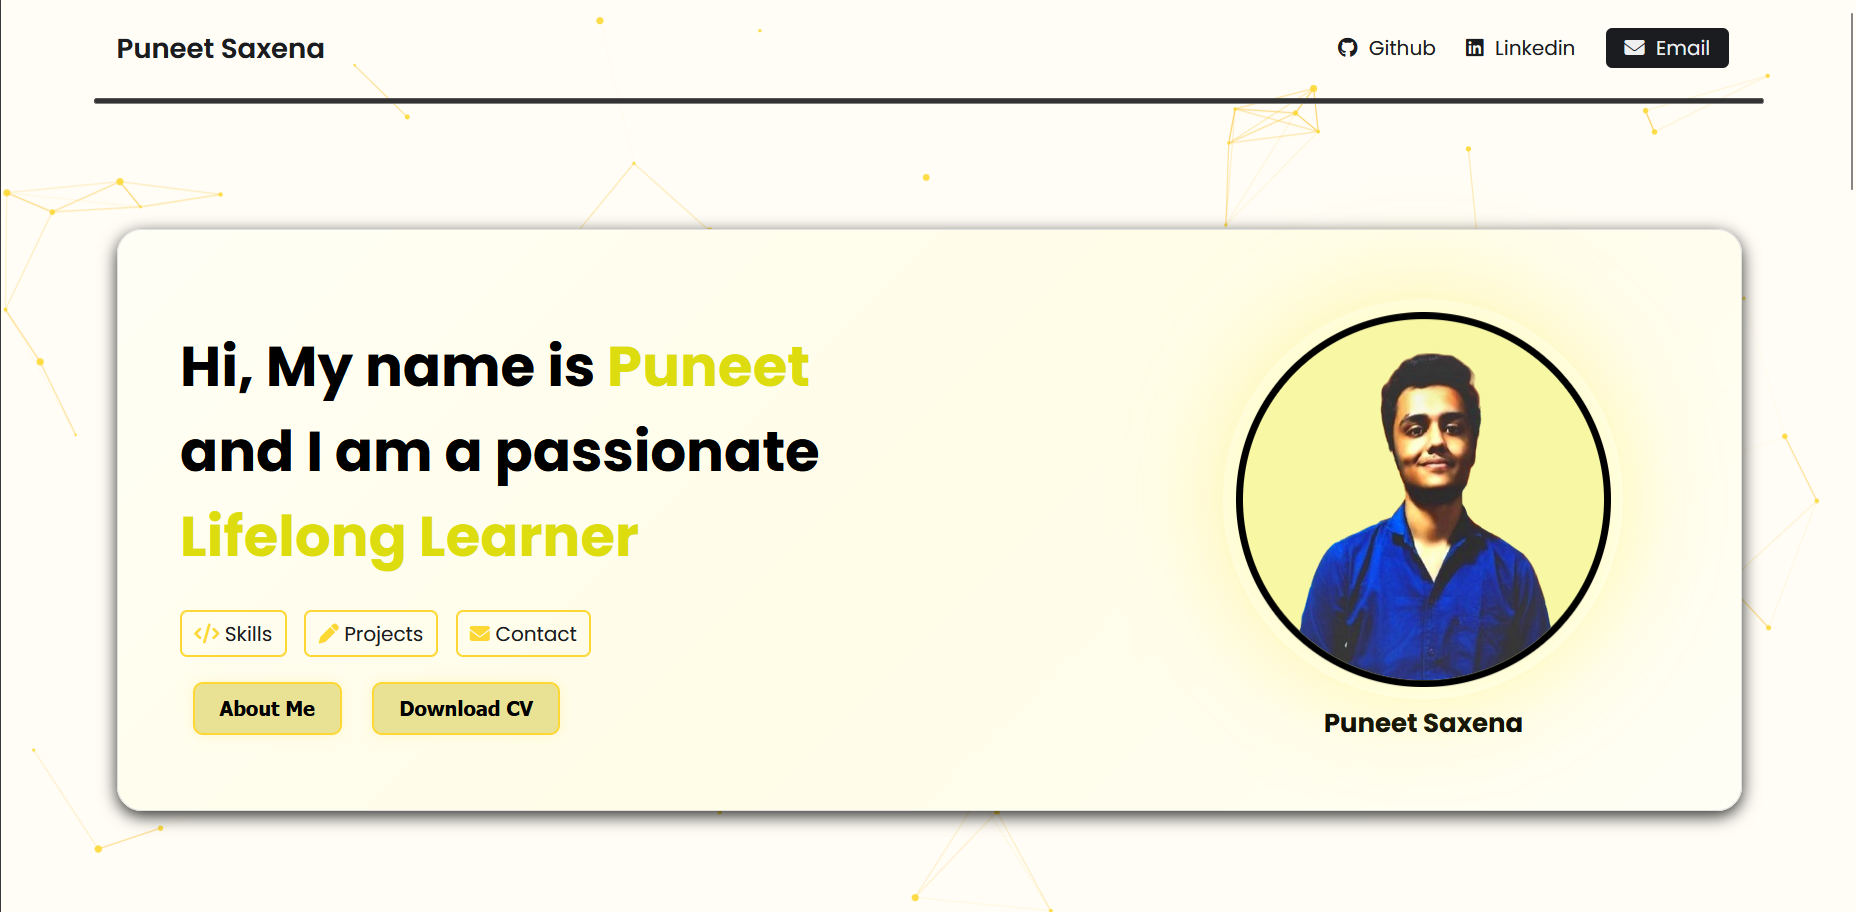 Puneet Saxena
Github Linkedin Email
Hi, My name is Puneet
and I am a passionate
Lifelong Learner
Skills Projects Contact
About Me Download CV
Puneet Saxena